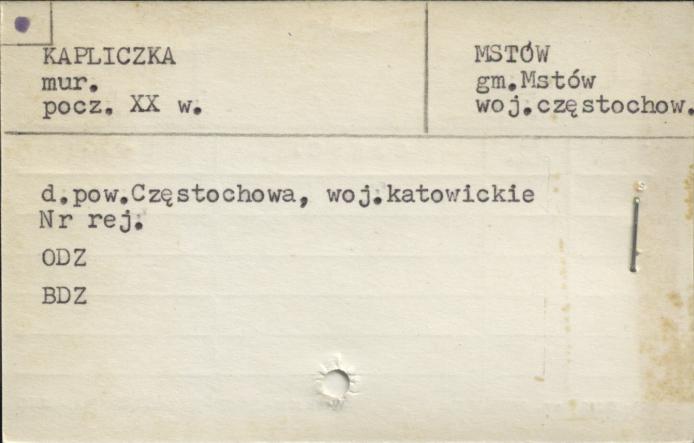 KAPLICZKA
mur.
pocz. XX w.
MSTÓW
gm.Mstów
woj.częstochow.
d.pow.Częstochowa, woj.katowickie
Nr rej.
ODZ
BDZ